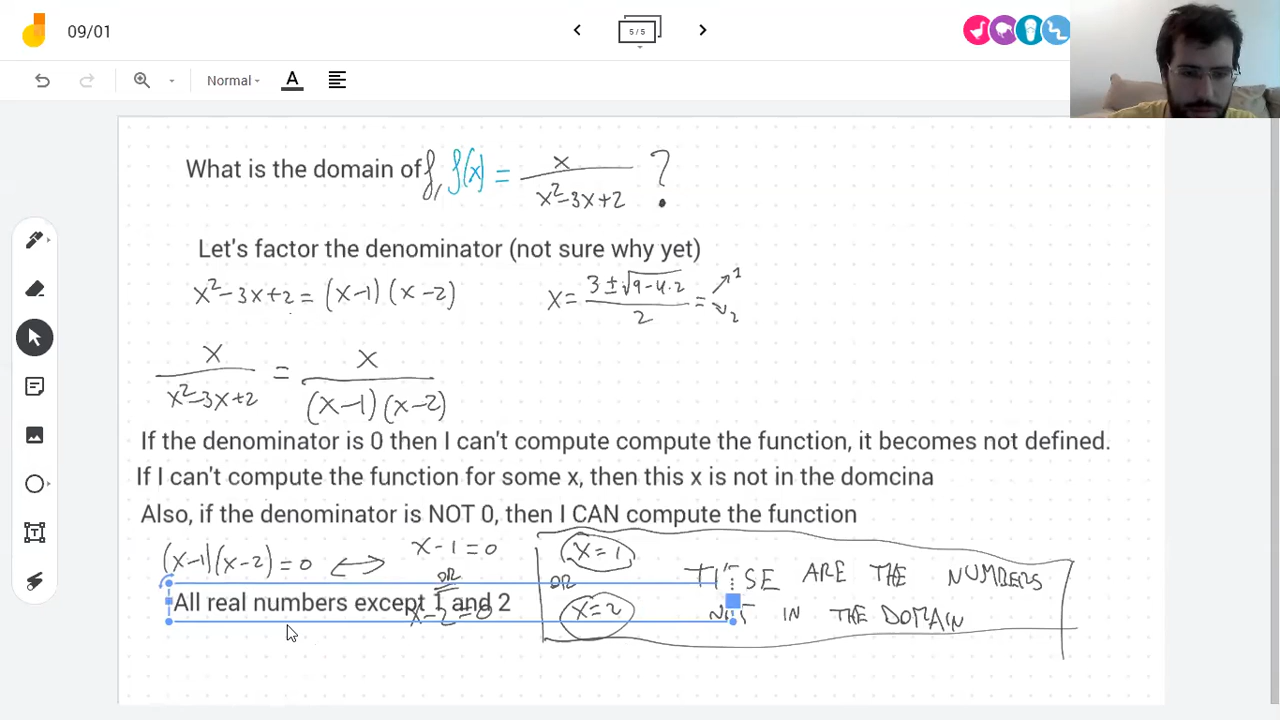 09/01
5/5
Normal
A
What is the domain of f, f(x) = x / x²-3x+2 ?
Let's factor the denominator (not sure why yet)
x²-3x+2 = (x-1)(x-2) x = 3±√9-4.2 / 2 = 1 2
x / x²-3x+2 = x / (x-1)(x-2)
If the denominator is 0 then I can't compute compute the function, it becomes not defined.
If I can't compute the function for some x, then this x is not in the domcina
Also, if the denominator is NOT 0, then I CAN compute the function
(x-1)(x-2) = 0 ↔ x-1=0 OR x-2=0
x=1 OR x=2
THESE ARE THE NUMBERS
NOT IN THE DOMAIN
All real numbers except 1 and 2